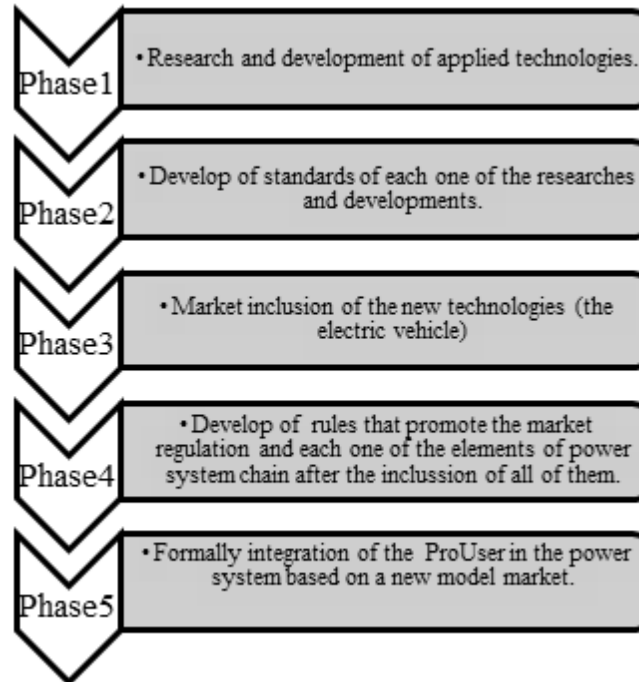 Phase1
•Research and development of applied technologies.
Phase2
•Develop of standards of each one of the researches
and developments.
Phase3
•Market inclusion of the new technologies (the
electric vehicle)
Phase4
•Develop of rules that promote the market
regulation and each one of the elements of power
system chain after the inclussion of all of them.
Phase5
•Formally integration of the ProUser in the power
system based on a new model market.